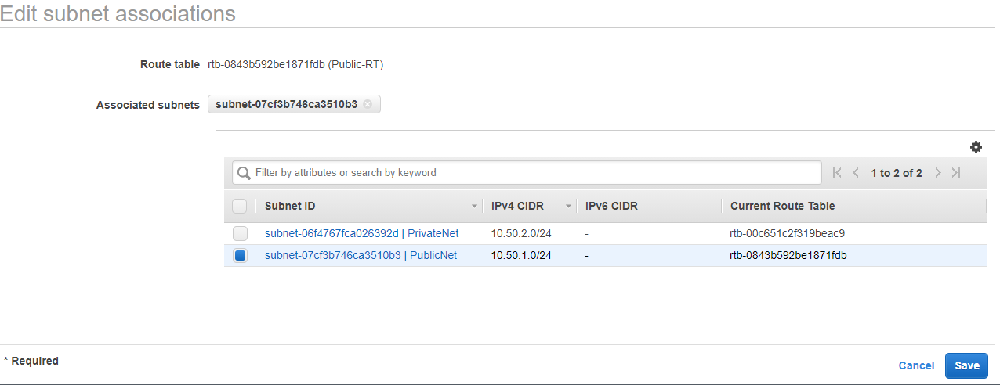 Edit subnet associations
Route table rtb-0843b592be1871fdb (Public-RT)
Associated subnets subnet-07cf3b746ca3510b3
Filter by attributes or search by keyword 1 to 2 of 2
Subnet ID IPv4 CIDR IPv6 CIDR Current Route Table
subnet-06f4767fca026392d | PrivateNet 10.50.2.0/24 - rtb-00c651c2f319beac9
subnet-07cf3b746ca3510b3 | PublicNet 10.50.1.0/24 - rtb-0843b592be1871fdb
* Required
Cancel Save